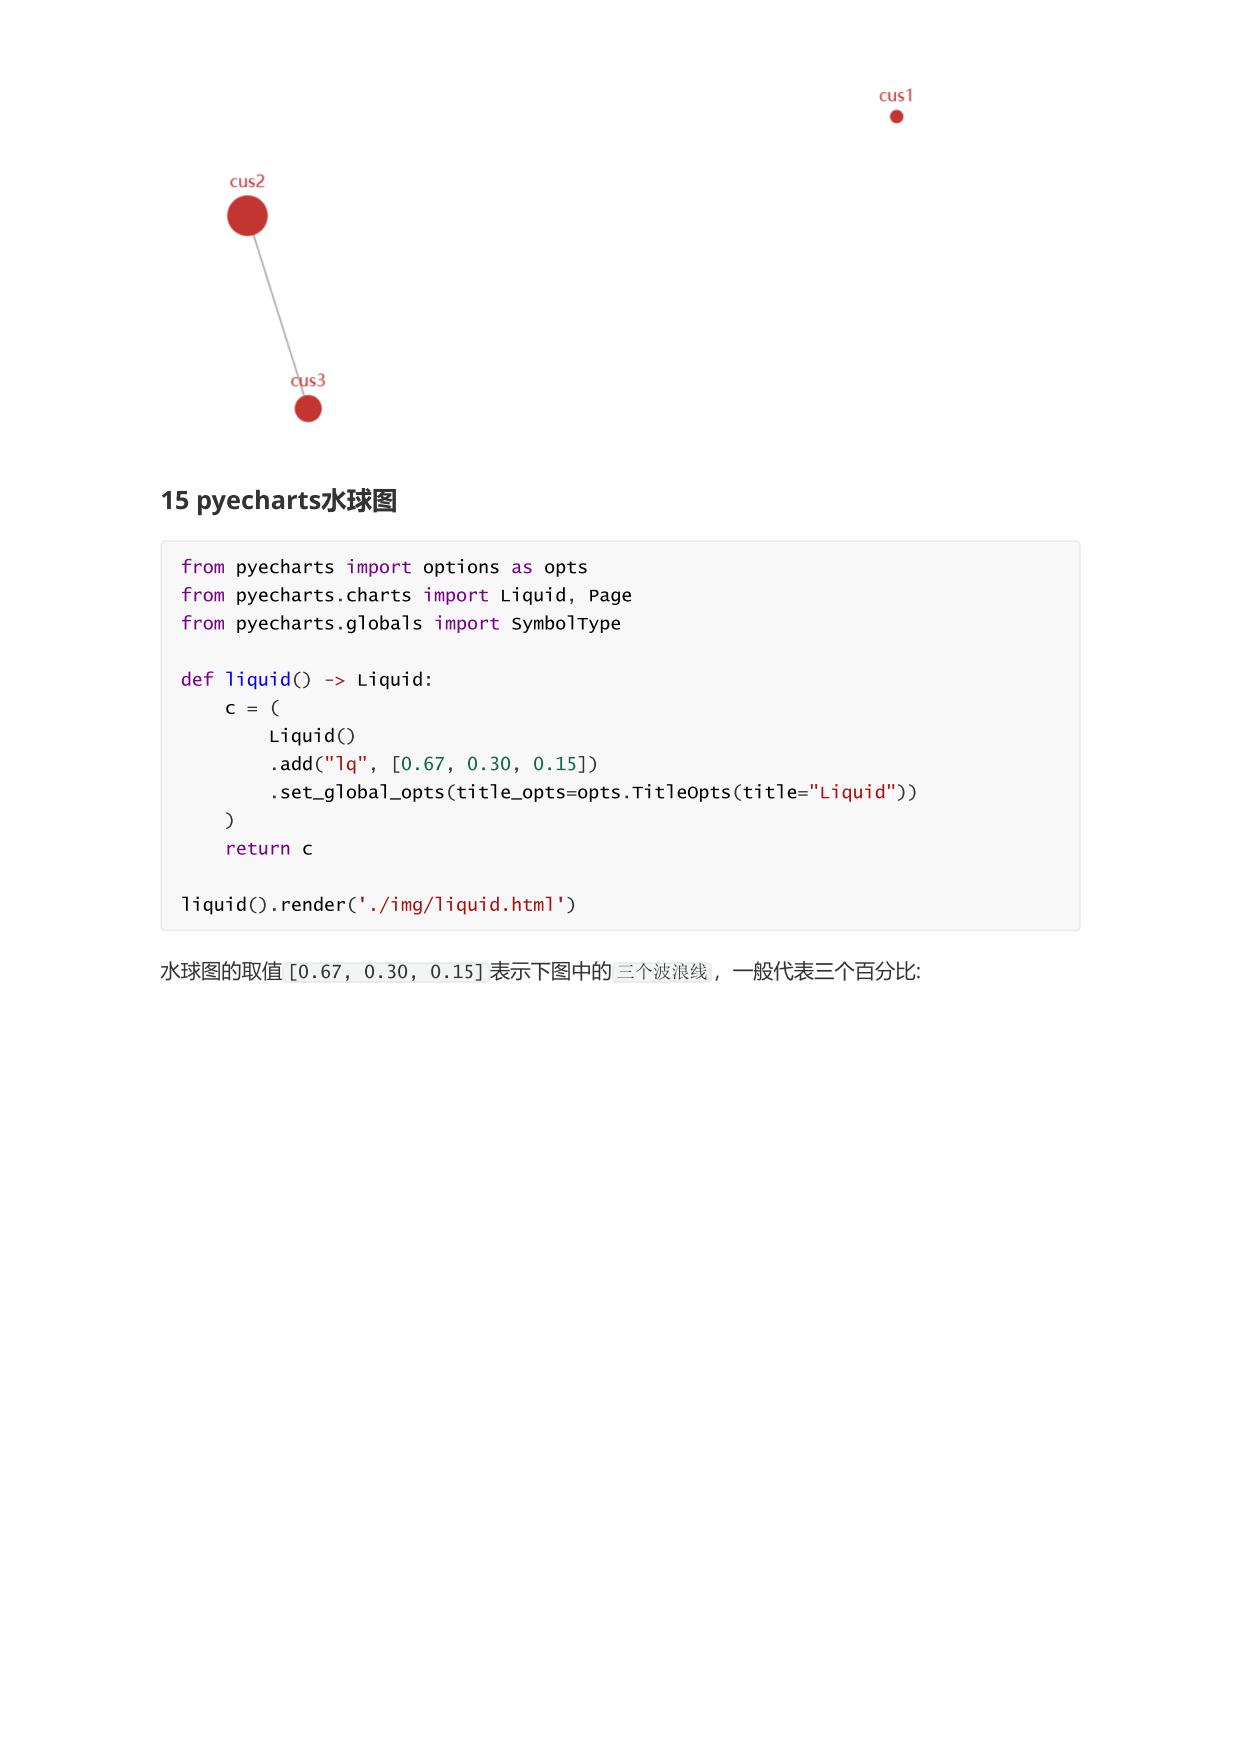 cus1
cus2
cus3
15 pyecharts水球图
from pyecharts import options as opts
from pyecharts.charts import Liquid, Page
from pyecharts.globals import SymbolType
def liquid() -> Liquid:
    c = (
        Liquid()
        .add("lq", [0.67, 0.30, 0.15])
        .set_global_opts(title_opts=opts.TitleOpts(title="Liquid"))
    )
    return c
liquid().render('./img/liquid.html')
水球图的取值[0.67, 0.30, 0.15]表示下图中的三个波浪线，一般代表三个百分比: